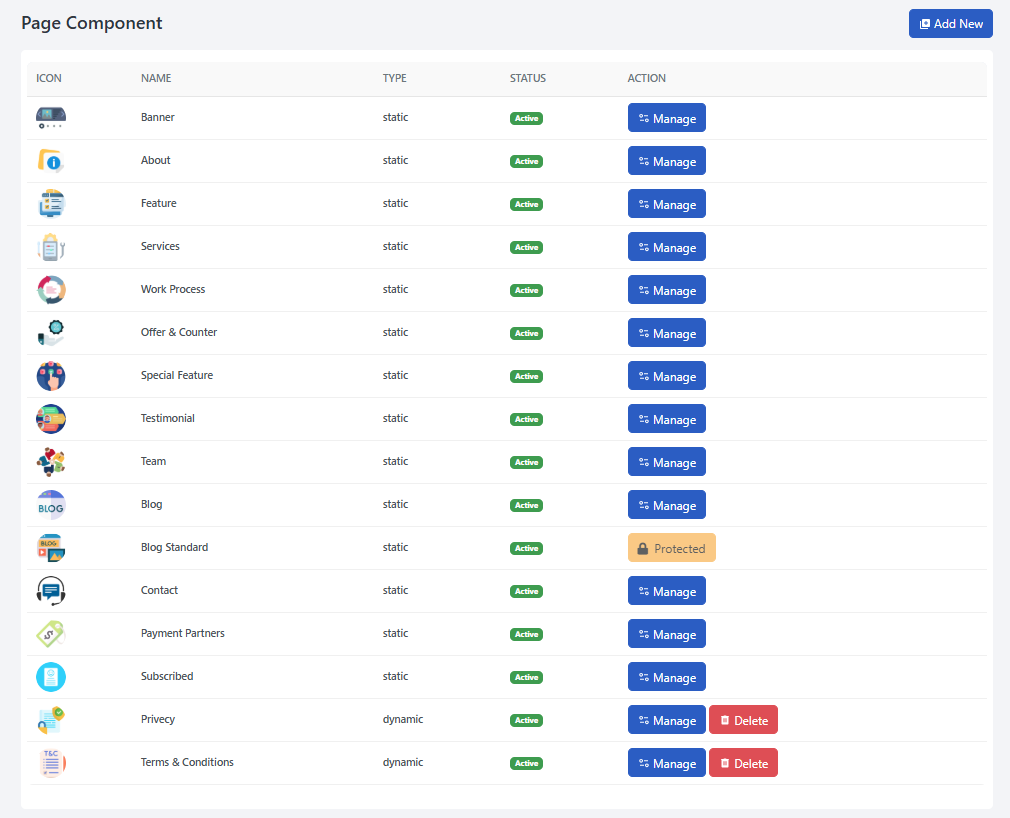 Page Component
Add New
ICON NAME TYPE STATUS ACTION
Banner static Active Manage
About static Active Manage
Feature static Active Manage
Services static Active Manage
Work Process static Active Manage
Offer & Counter static Active Manage
Special Feature static Active Manage
Testimonial static Active Manage
Team static Active Manage
BLOG Blog static Active Manage
BLOG Blog Standard static Active Protected
Contact static Active Manage
Payment Partners static Active Manage
Subscribed static Active Manage
Privecy dynamic Active Manage Delete
T&C Terms & Conditions dynamic Active Manage Delete